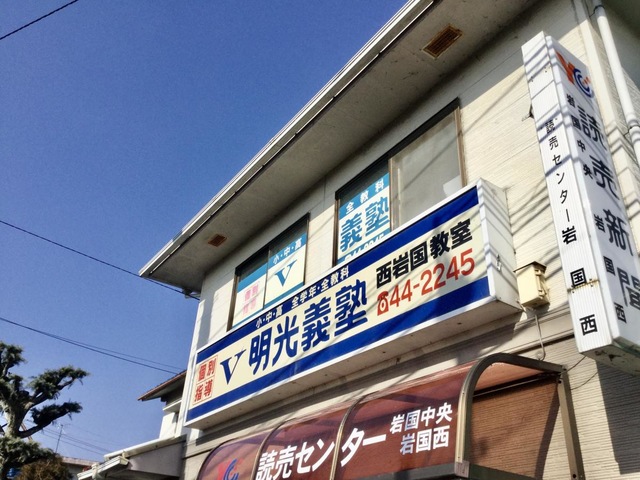 全教科
義塾
小・中・高
V
個別
小・中・高 全学年・全教科
個別
指導
V 明光義塾
西岩国教室
☎44-2245
YC
岩国中央
読売新聞
読売センター岩国西
読売センター
岩国中央
岩国西